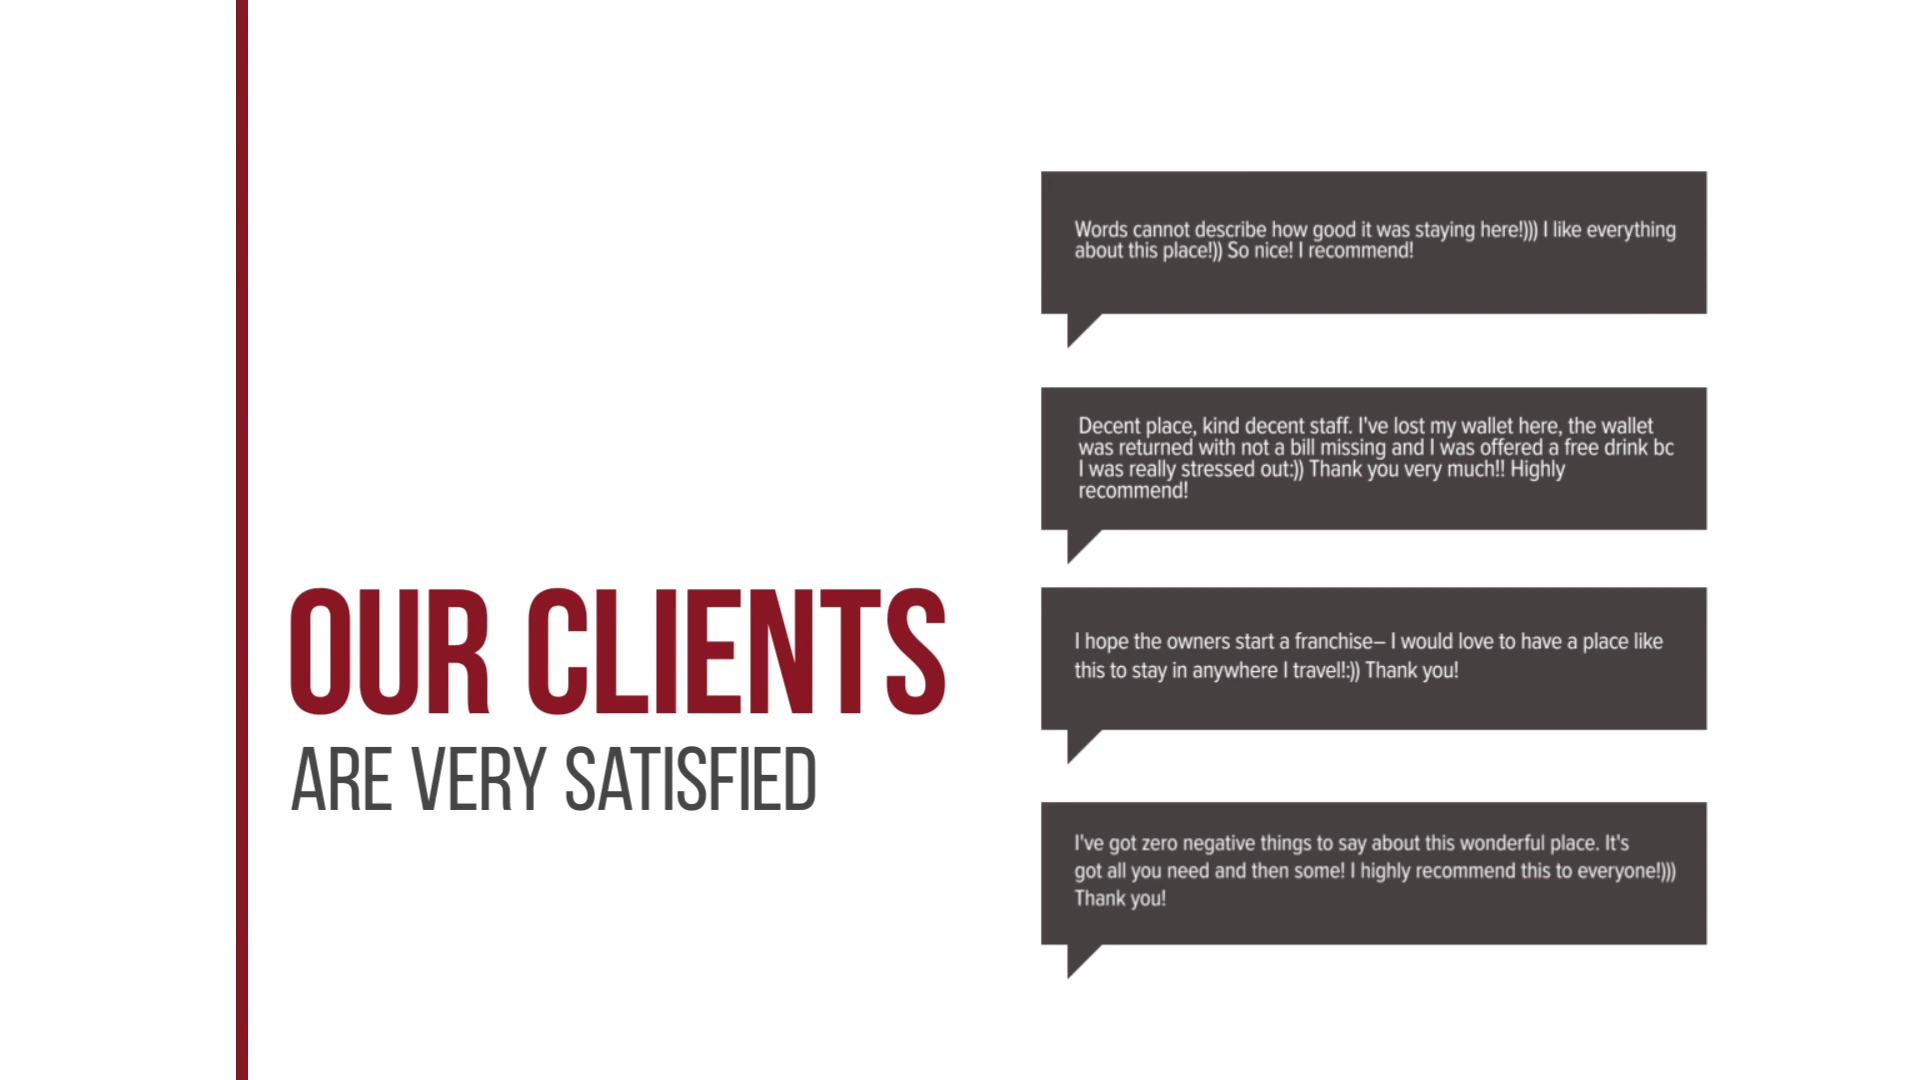 OUR CLIENTS
ARE VERY SATISFIED
Words cannot describe how good it was staying here!))) I like everything
about this place!)) So nice! I recommend!
Decent place, kind decent staff. I've lost my wallet here, the wallet
was returned with not a bill missing and I was offered a free drink bc
I was really stressed out:)) Thank you very much!! Highly
recommend!
I hope the owners start a franchise– I would love to have a place like
this to stay in anywhere I travel!:)) Thank you!
I've got zero negative things to say about this wonderful place. It's
got all you need and then some! I highly recommend this to everyone!)))
Thank you!